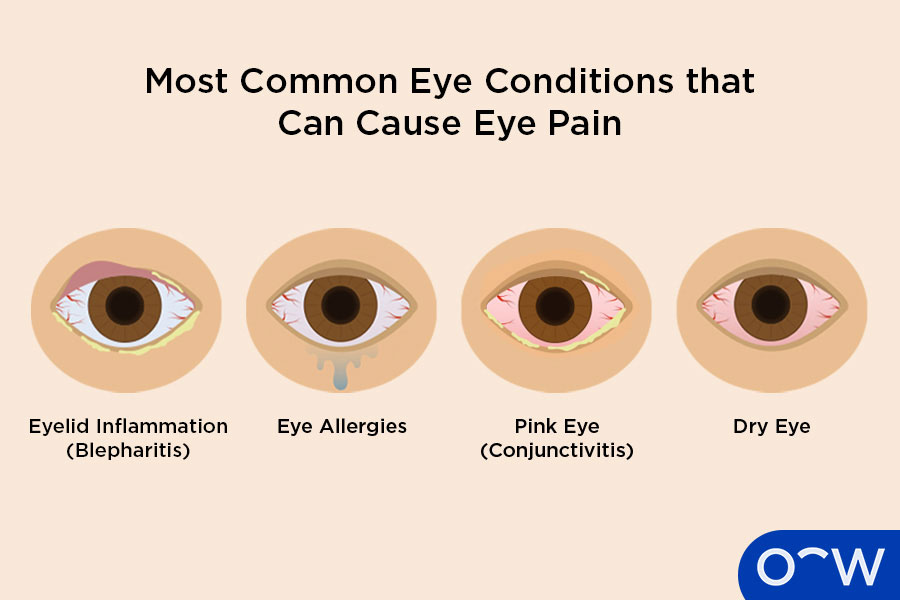 Most Common Eye Conditions that
Can Cause Eye Pain
Eyelid Inflammation
(Blepharitis)
Eye Allergies
Pink Eye
(Conjunctivitis)
Dry Eye